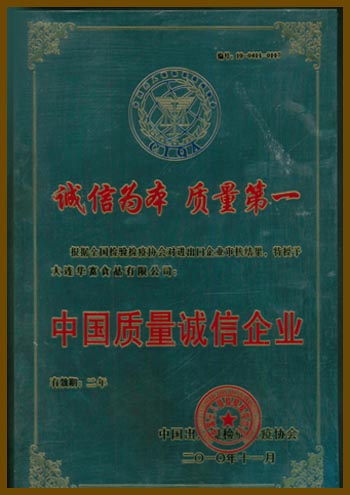 CIQA
诚信为本 质量第一
根据全国检验检疫协会对进出口企业审核结果，特授予
大连华畜食品有限公司：
中国质量诚信企业
有效期：二年
中国出 检 疫协会
二〇一〇年十一月